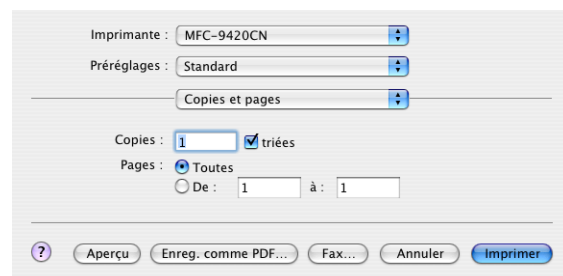 Imprimante : MFC-9420CN
Préréglages : Standard
Copies et pages
Copies : 1 triées
Pages : Toutes
De : 1 à : 1
? Aperçu Enreg. comme PDF... Fax... Annuler Imprimer